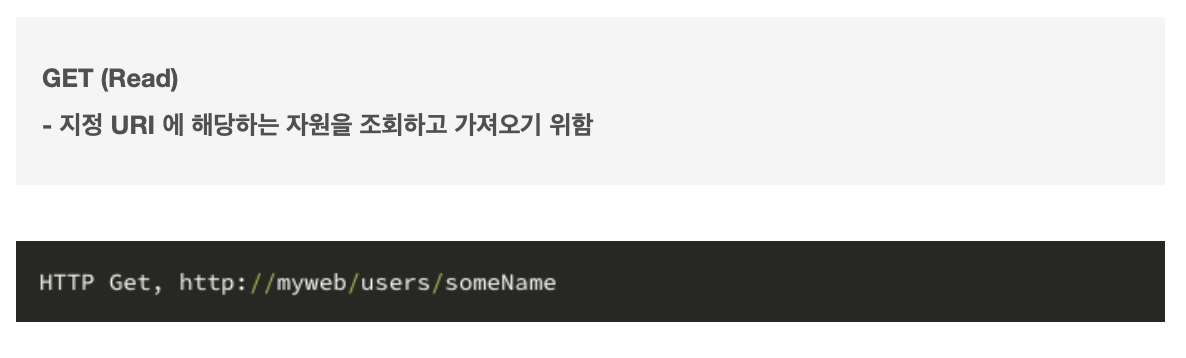 GET (Read)
- 지정 URI 에 해당하는 자원을 조회하고 가져오기 위함
HTTP Get, http://myweb/users/someName